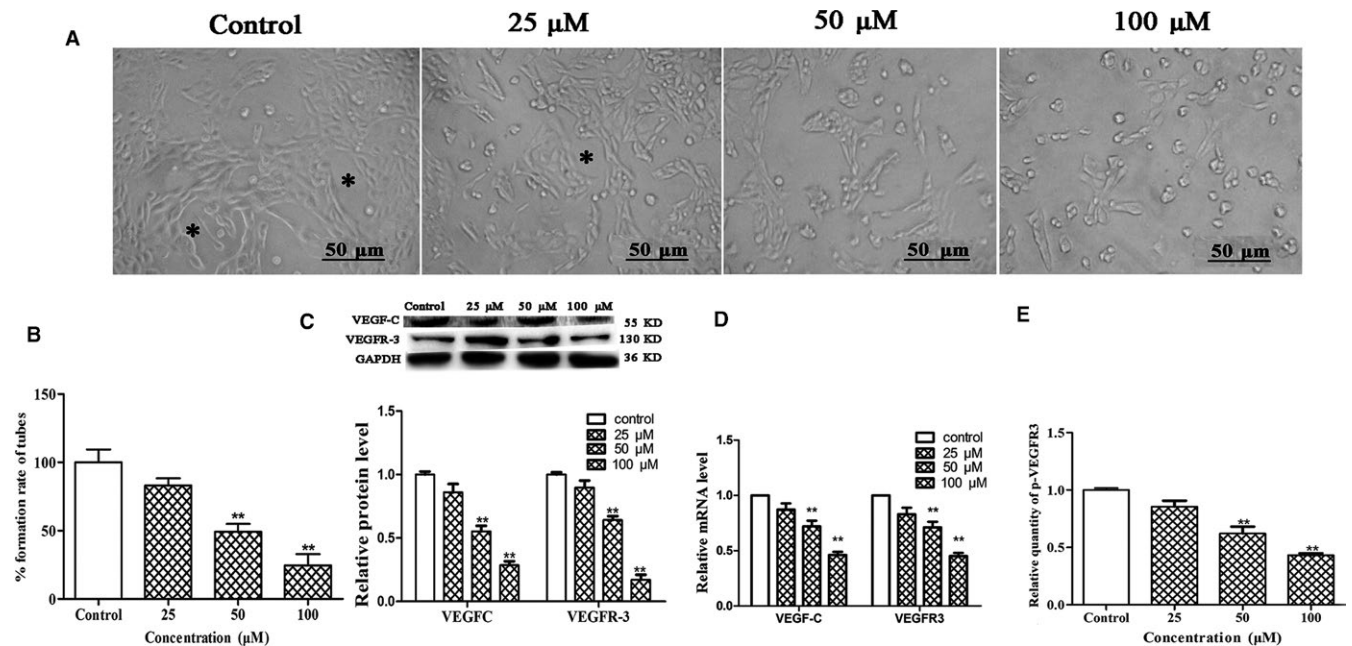 Control 25 μM 50 μM 100 μM
A
* * *
50 μm 50 μm 50 μm 50 μm
B
% formation rate of tubes
150
100
50
0
Control 25 50 100
** **
Concentration (μM)
C
Control 25 μM 50 μM 100 μM
VEGF-C 55 KD
VEGFR-3 130 KD
GAPDH 36 KD
Relative protein level
1.5
1.0
0.5
0.0
control
25 μM
50 μM
100 μM
** ** ** **
VEGFC VEGFR-3
D
Relative mRNA level
1.5
1.0
0.5
0.0
control
25 μM
50 μM
100 μM
** ** ** **
VEGF-C VEGFR3
E
Relative quantity of p-VEGFR3
1.5
1.0
0.5
0.0
** **
Control 25 50 100
Concentration (μM)